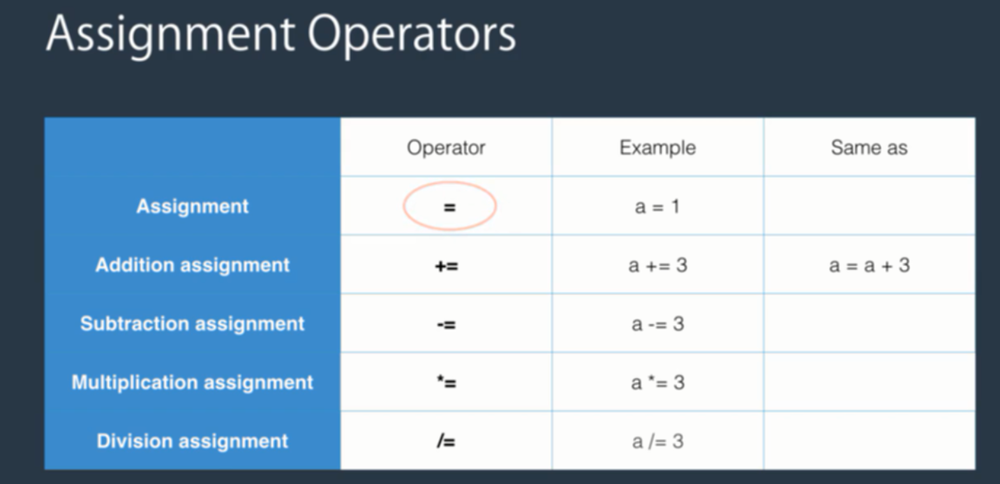 Assignment Operators
Operator Example Same as
Assignment = a = 1
Addition assignment += a += 3 a = a + 3
Subtraction assignment -= a -= 3
Multiplication assignment *= a *= 3
Division assignment /= a /= 3